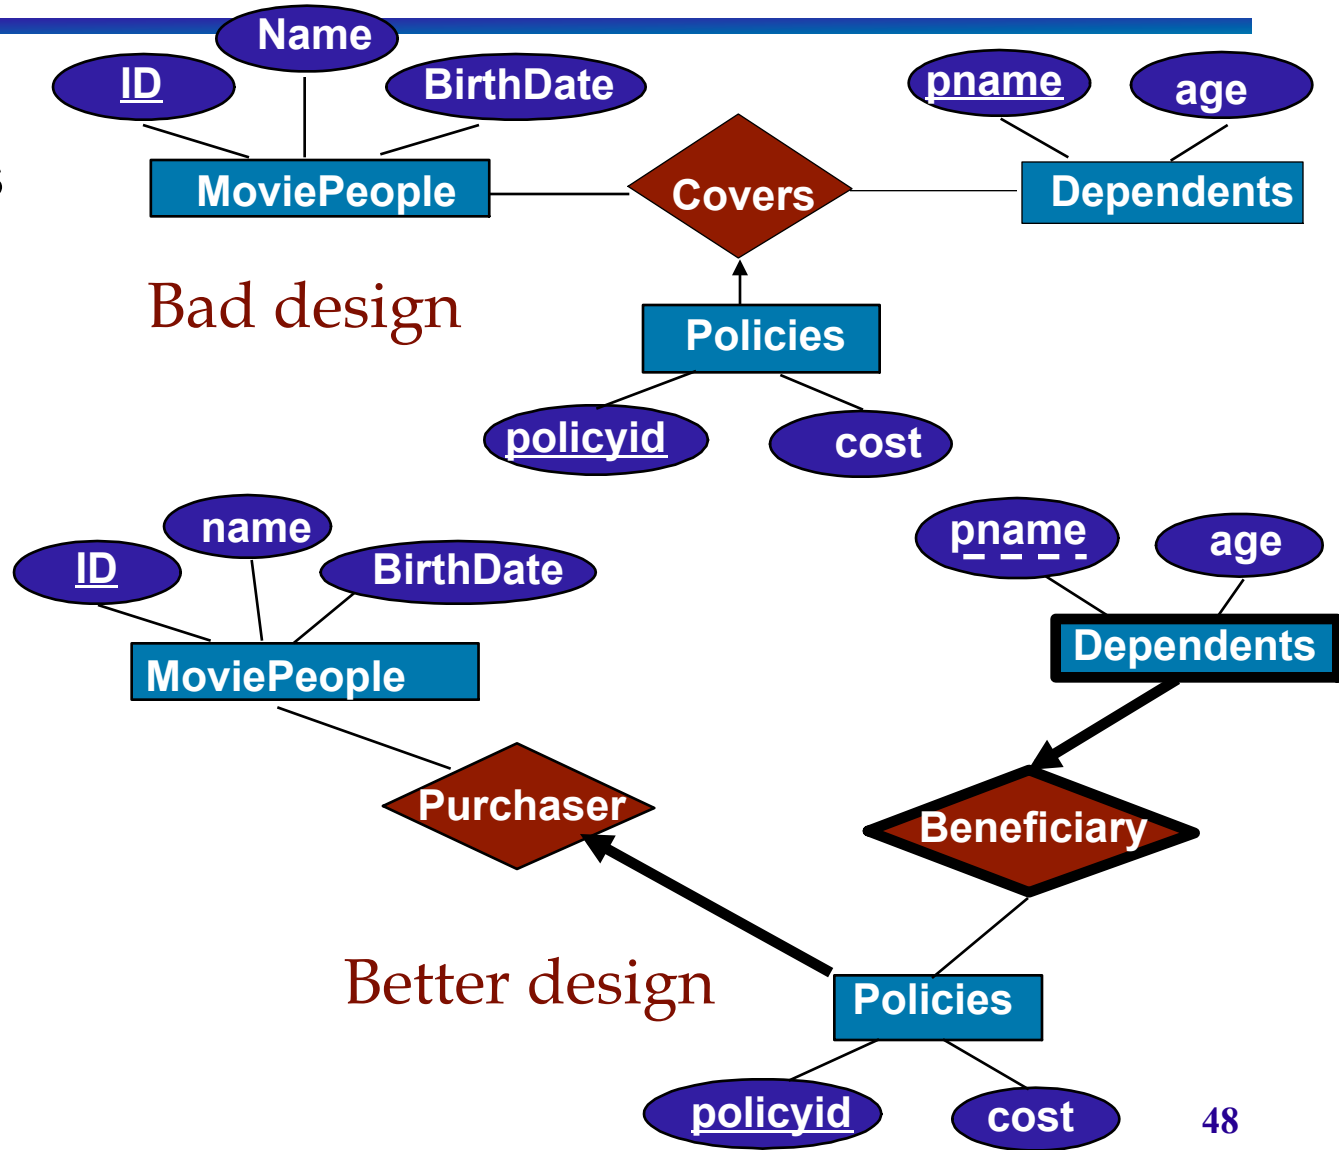 Name
ID
BirthDate
pname
age
s
MoviePeople
Covers
Dependents
Bad design
Policies
policyid
cost
name
ID
BirthDate
pname
age
MoviePeople
Dependents
Purchaser
Beneficiary
Better design
Policies
policyid
cost
48